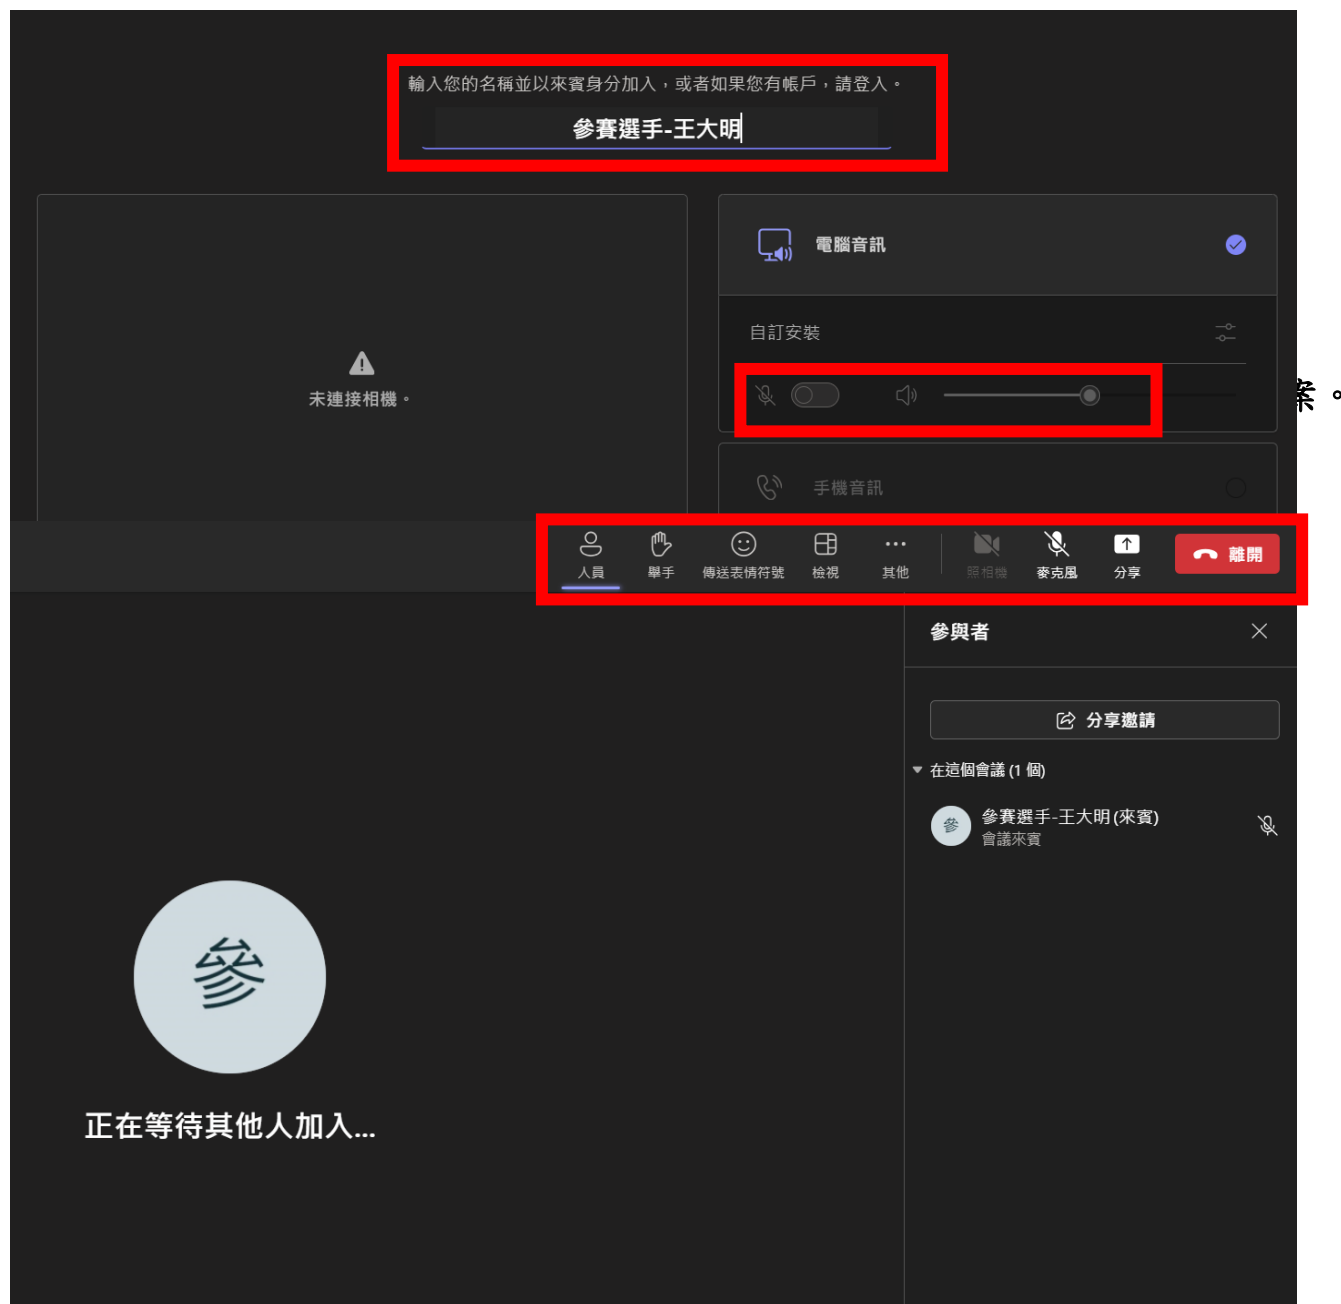 輸入您的名稱並以來賓身分加入，或者如果您有帳戶，請登入。
參賽選手-王大明
電腦音訊
自訂安裝
未連接相機。
案。
手機音訊
人員 舉手 傳送表情符號 檢視 其他 照相機 麥克風 分享 離開
參與者
分享邀請
在這個會議 (1 個)
參賽選手-王大明 (來賓)
參
會議來賓
參
正在等待其他人加入...